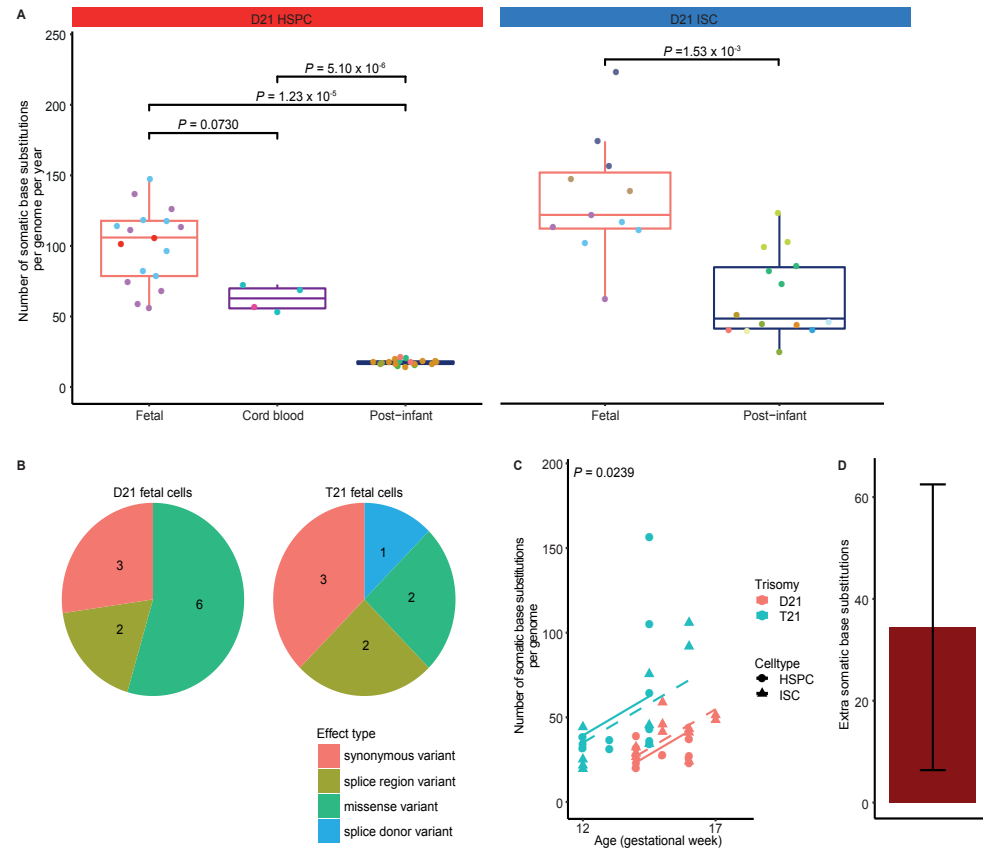 A
D21 HSPC
D21 ISC
Number of somatic base substitutions
per genome per year
250
200
150
100
50
0
P = 5.10 x 10-6
P = 1.23 x 10-5
P = 0.0730
P =1.53 x 10-3
Fetal
Cord blood
Post−infant
Fetal
Post−infant
B
D21 fetal cells
3
6
2
T21 fetal cells
1
3
2
2
Effect type
synonymous variant
splice region variant
missense variant
splice donor variant
C
P = 0.0239
Number of somatic base substitutions
per genome
200
150
100
50
0
12
17
Age (gestational week)
Trisomy
D21
T21
Celltype
HSPC
ISC
D
Extra somatic base substitutions
60
40
20
0